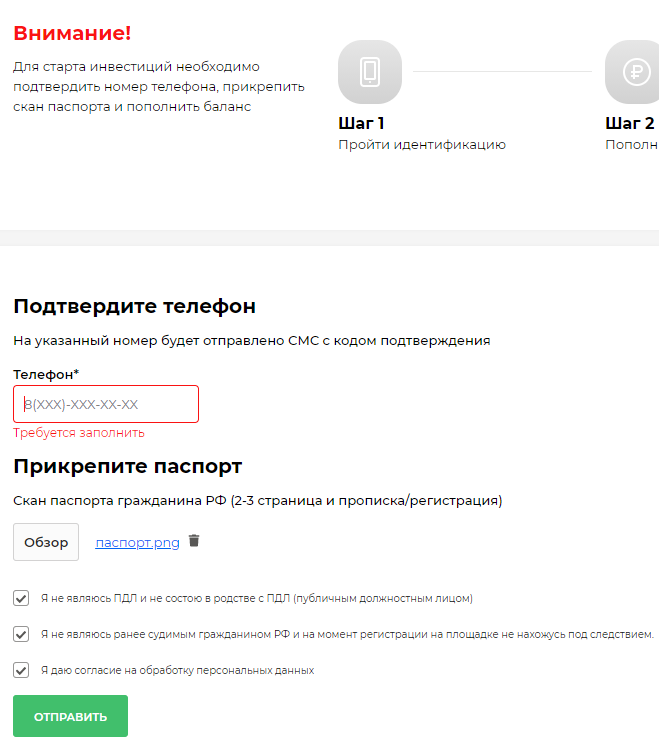 Внимание!
Для старта инвестиций необходимо
подтвердить номер телефона, прикрепить
скан паспорта и пополнить баланс
Шаг 1
Пройти идентификацию
Шаг 2
Подтвердите телефон
На указанный номер будет отправлено СМС с кодом подтверждения
Телефон*
8(XXX)-XXX-XX-XX
Требуется заполнить
Прикрепите паспорт
Скан паспорта гражданина РФ (2-3 страница и прописка/регистрация)
Обзор
паспорт.png
Я не являюсь ПДЛ и не состою в родстве с ПДЛ (публичным должностным лицом)
Я не являюсь ранее судимым гражданином РФ и на момент регистрации на площадке не нахожусь под следствием.
Я даю согласие на обработку персональных данных
ОТПРАВИТЬ